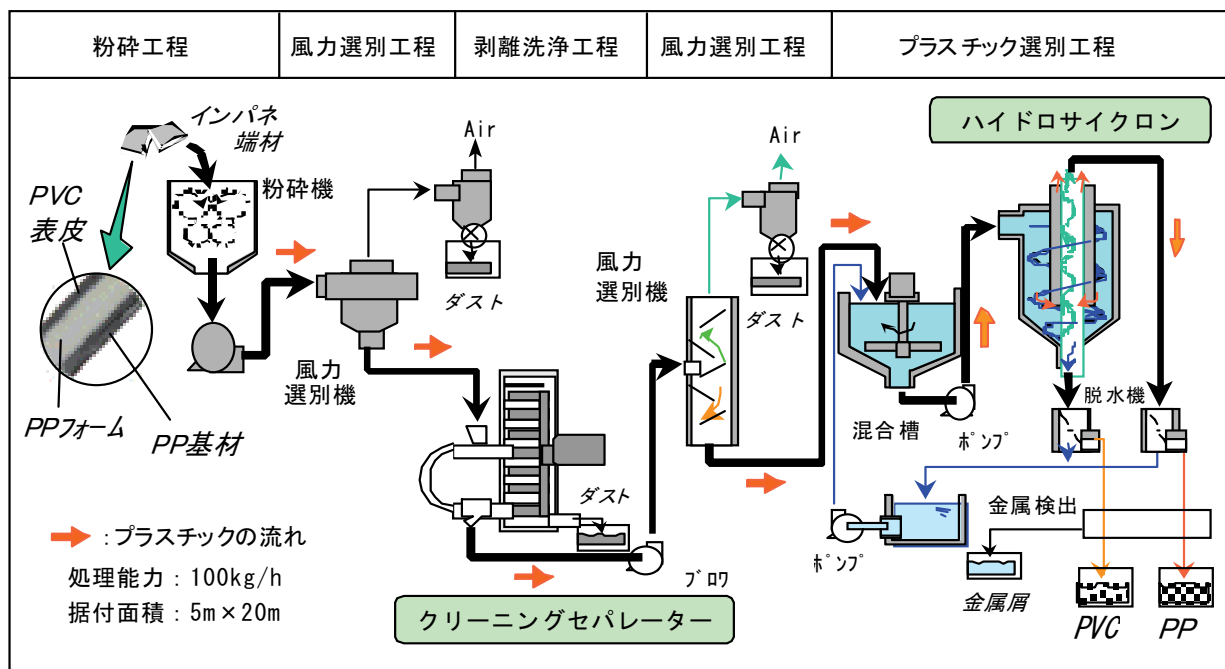 粉砕工程
風力選別工程
剥離洗浄工程
風力選別工程
プラスチック選別工程
インパネ
端材
粉砕機
PVC
表皮
PPフォーム
PP基材
Air
ダスト
風力
選別機
ダスト
ブロワ
クリーニングセパレーター
風力
選別機
Air
ダスト
混合槽
ポンプ
ポンプ
ハイドロサイクロン
脱水機
金属検出
金属屑
PVC
PP
:プラスチックの流れ
処理能力:100kg/h
据付面積:5m×20m